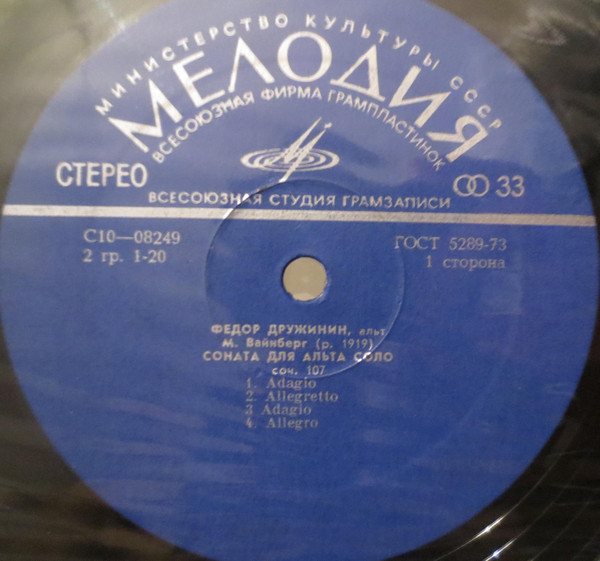 МИНИСТЕРСТВО КУЛЬТУРЫ СССР
МЕЛОДИЯ
ВСЕСОЮЗНАЯ ФИРМА ГРАМПЛАСТИНОК
СТЕРЕО
33
ВСЕСОЮЗНАЯ СТУДИЯ ГРАМЗАПИСИ
С10—08249
ГОСТ 5289-73
2 гр. 1-20
1 сторона
ФЕДОР ДРУЖИНИН, альт
М. Вайнберг (р. 1919)
СОНАТА ДЛЯ АЛЬТА СОЛО
соч. 107
1. Adagio
2. Allegretto
3 Adagio
4. Allegro